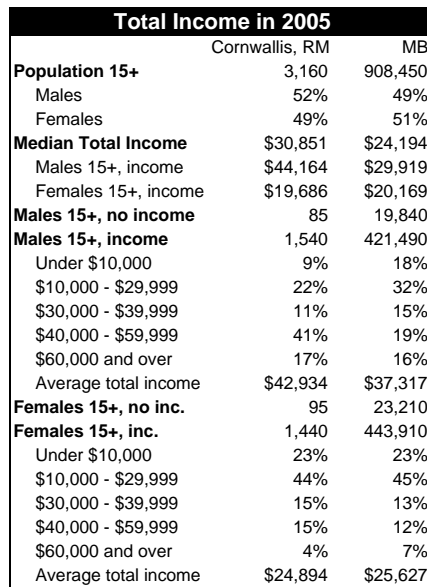 Total Income in 2005
Cornwallis, RM MB
Population 15+ 3,160 908,450
Males 52% 49%
Females 49% 51%
Median Total Income $30,851 $24,194
Males 15+, income $44,164 $29,919
Females 15+, income $19,686 $20,169
Males 15+, no income 85 19,840
Males 15+, income 1,540 421,490
Under $10,000 9% 18%
$10,000 - $29,999 22% 32%
$30,000 - $39,999 11% 15%
$40,000 - $59,999 41% 19%
$60,000 and over 17% 16%
Average total income $42,934 $37,317
Females 15+, no inc. 95 23,210
Females 15+, inc. 1,440 443,910
Under $10,000 23% 23%
$10,000 - $29,999 44% 45%
$30,000 - $39,999 15% 13%
$40,000 - $59,999 15% 12%
$60,000 and over 4% 7%
Average total income $24,894 $25,627